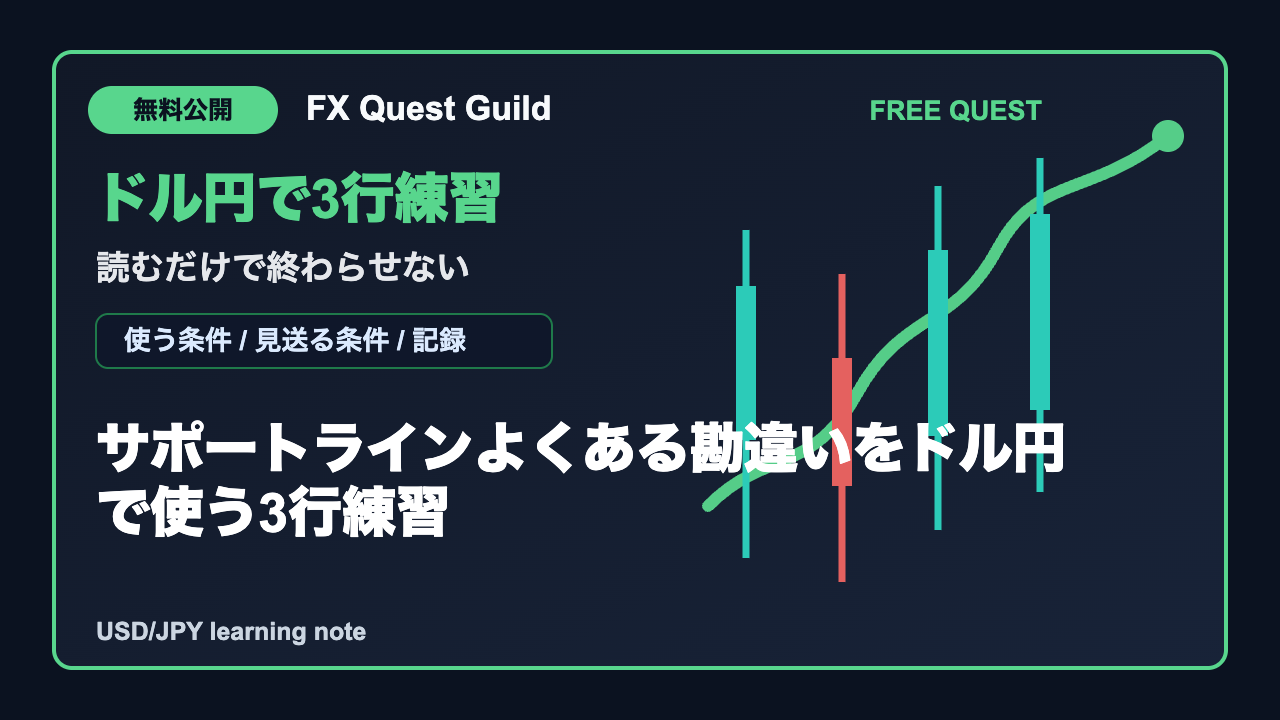 無料公開
FX Quest Guild
FREE QUEST
ドル円で3行練習
読むだけで終わらせない
使う条件 / 見送る条件 / 記録
サポートラインよくある勘違いをドル円
で使う3行練習
USD/JPY learning note